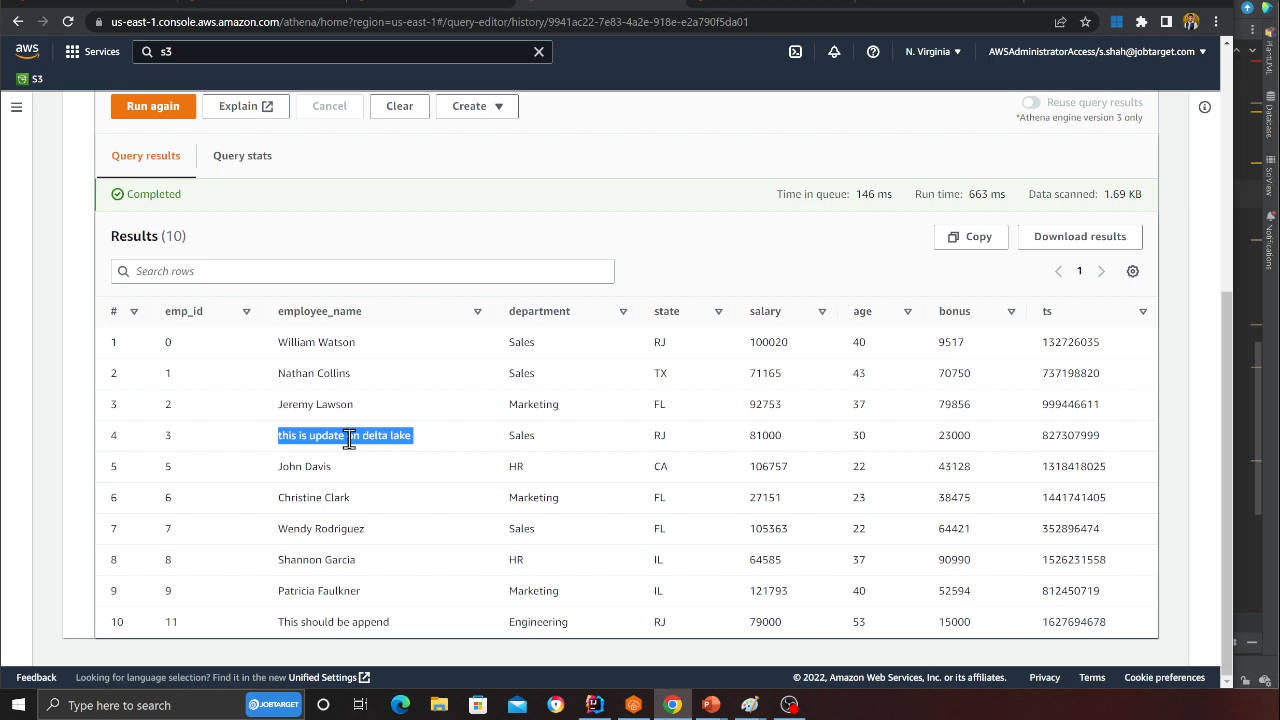 us-east-1.console.aws.amazon.com/athena/home?region=us-east-1#/query-editor/history/9941ac22-7e83-4a2e-918e-e2a790f5da01
aws Services s3 N. Virginia AWSAdministratorAccess/s.shah@jobtarget.com
S3
Run again Explain Cancel Clear Create Reuse query results
*Athena engine version 3 only
Query results Query stats
Completed Time in queue: 146 ms Run time: 663 ms Data scanned: 1.69 KB
Results (10) Copy Download results
Search rows 1
# emp_id employee_name department state salary age bonus ts
1 0 William Watson Sales RJ 100020 40 9517 132726035
2 1 Nathan Collins Sales TX 71165 43 70750 737198820
3 2 Jeremy Lawson Marketing FL 92753 37 79856 999446611
4 3 this is update on delta lake Sales RJ 81000 30 23000 827307999
5 5 John Davis HR CA 106757 22 43128 1318418025
6 6 Christine Clark Marketing FL 27151 23 38475 1441741405
7 7 Wendy Rodriguez Sales FL 105363 22 64421 352896474
8 8 Shannon Garcia HR IL 64585 37 90990 1526231558
9 9 Patricia Faulkner Marketing IL 121793 40 52594 812450719
10 11 This should be append Engineering RJ 79000 53 15000 1627694678
Feedback Looking for language selection? Find it in the new Unified Settings © 2022, Amazon Web Services, Inc. or its affiliates. Privacy Terms Cookie preferences
Type here to search JOBTARGET
PlantUML
Database
SciView
Notifications